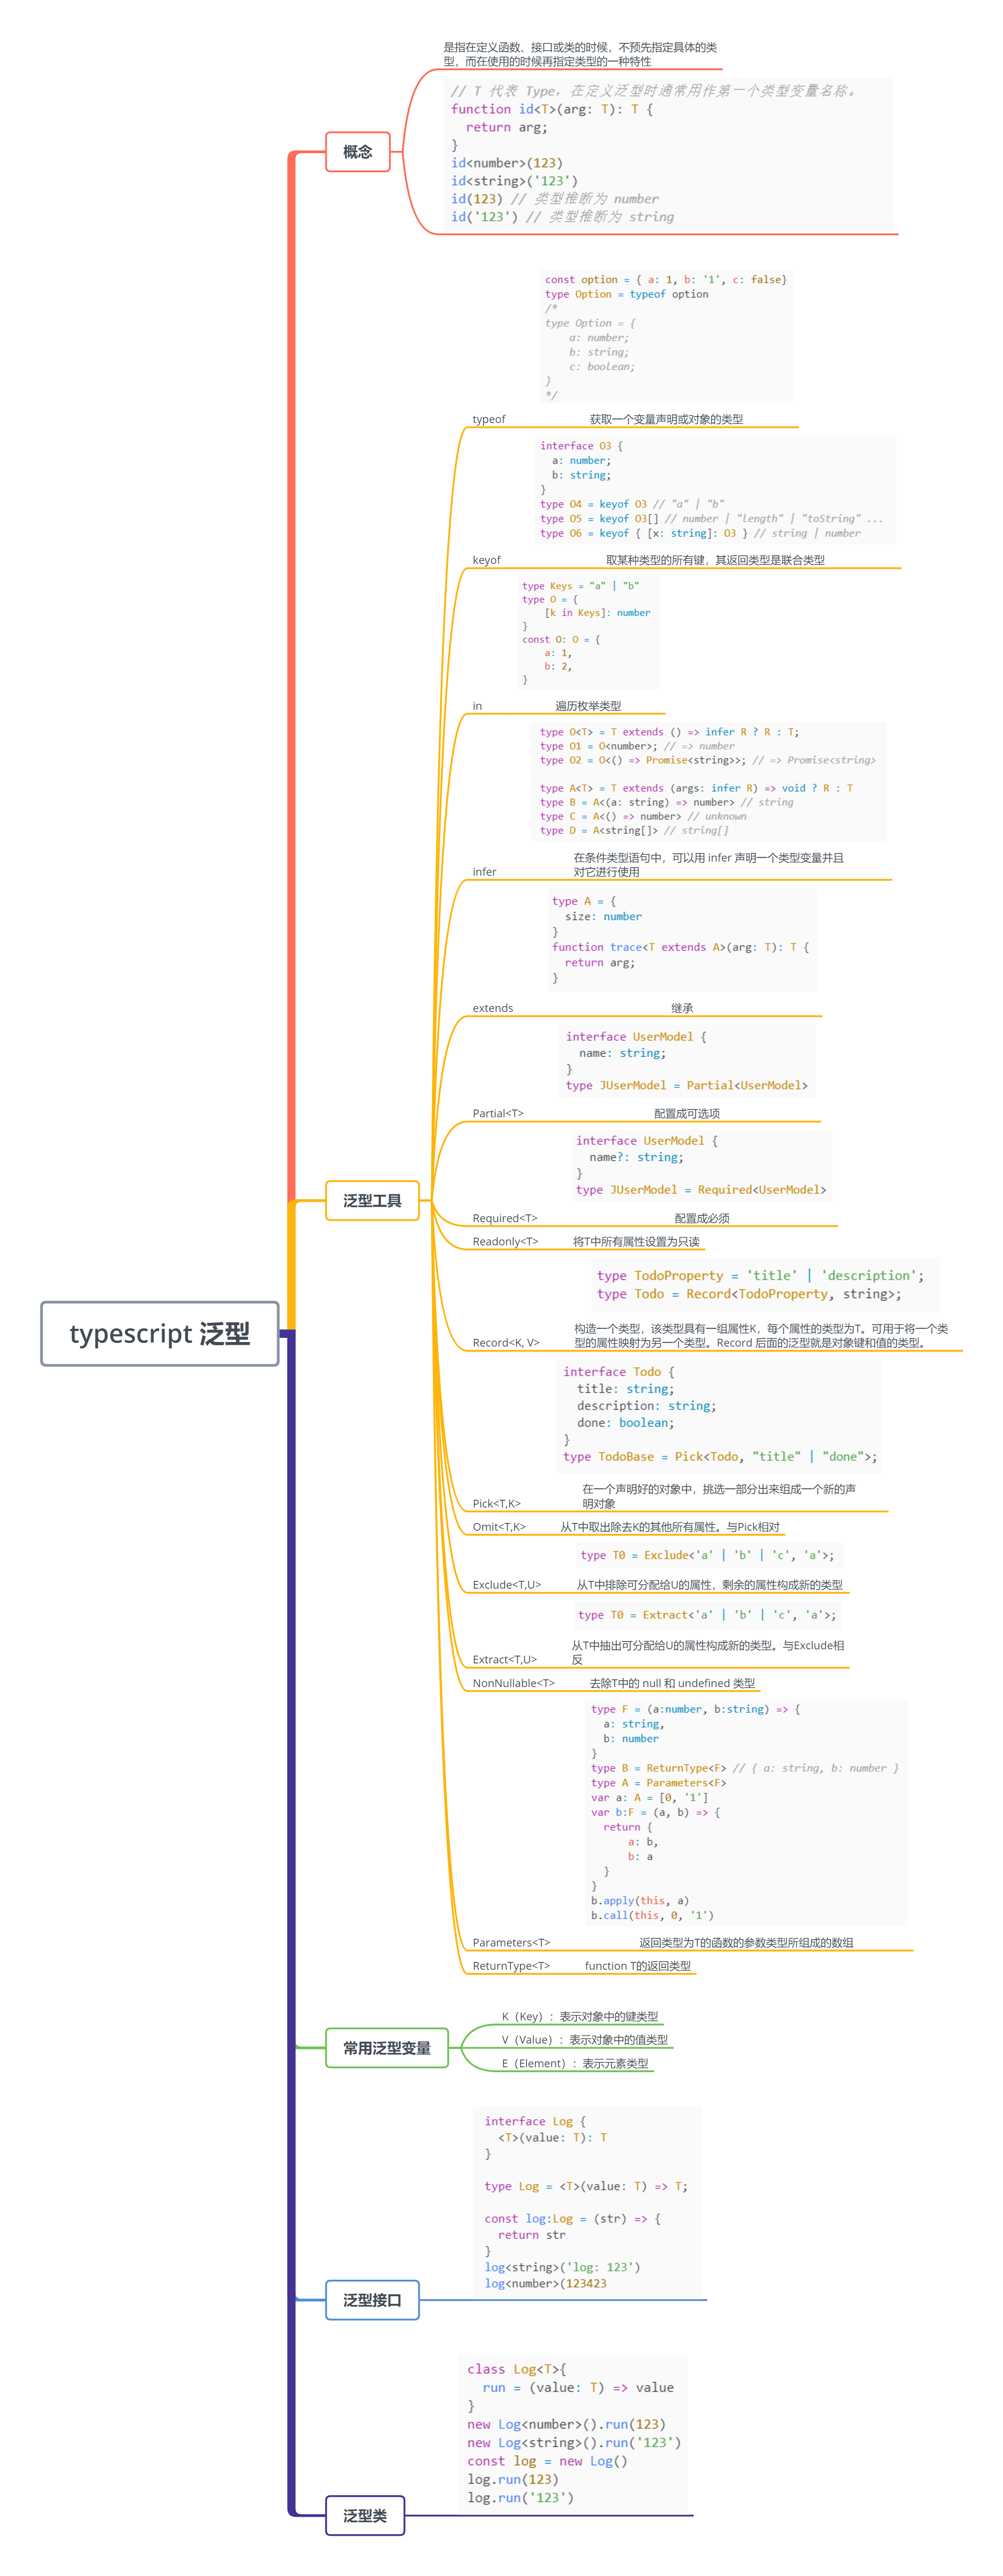 typescript 泛型
概念
是指在定义函数、接口或类的时候，不预先指定具体的类
型，而在使用的时候再指定类型的一种特性
// T 代表 Type，在定义泛型时通常用作第一个类型变量名称。
function id<T>(arg: T): T {
  return arg;
}
id<number>(123)
id<string>('123')
id(123) // 类型推断为 number
id('123') // 类型推断为 string
泛型工具
const option = { a: 1, b: '1', c: false}
type Option = typeof option
/*
type Option = {
    a: number;
    b: string;
    c: boolean;
}
*/
typeof 获取一个变量声明或对象的类型
interface O3 {
  a: number;
  b: string;
}
type O4 = keyof O3 // "a" | "b"
type O5 = keyof O3[] // number | "length" | "toString" ...
type O6 = keyof { [x: string]: O3 } // string | number
keyof 取某种类型的所有键，其返回类型是联合类型
type Keys = "a" | "b"
type O = {
    [k in Keys]: number
}
const O: O = {
    a: 1,
    b: 2,
}
in 遍历枚举类型
type O<T> = T extends () => infer R ? R : T;
type O1 = O<number>; // => number
type O2 = O<() => Promise<string>>; // => Promise<string>
type A<T> = T extends (args: infer R) => void ? R : T
type B = A<(a: string) => number> // string
type C = A<() => number> // unknown
type D = A<string[]> // string[]
infer 在条件类型语句中，可以用 infer 声明一个类型变量并且
对它进行使用
type A = {
  size: number
}
function trace<T extends A>(arg: T): T {
  return arg;
}
extends 继承
interface UserModel {
  name: string;
}
type JUserModel = Partial<UserModel>
Partial<T> 配置成可选项
interface UserModel {
  name?: string;
}
type JUserModel = Required<UserModel>
Required<T> 配置成必须
Readonly<T> 将T中所有属性设置为只读
type TodoProperty = 'title' | 'description';
type Todo = Record<TodoProperty, string>;
Record<K, V> 构造一个类型，该类型具有一组属性K，每个属性的类型为T。可用于将一个类
型的属性映射为另一个类型。Record 后面的泛型就是对象键和值的类型。
interface Todo {
  title: string;
  description: string;
  done: boolean;
}
type TodoBase = Pick<Todo, "title" | "done">;
Pick<T,K> 在一个声明好的对象中，挑选一部分出来组成一个新的声
明对象
Omit<T,K> 从T中取出除去K的其他所有属性。与Pick相对
type T0 = Exclude<'a' | 'b' | 'c', 'a'>;
Exclude<T,U> 从T中排除可分配给U的属性，剩余的属性构成新的类型
type T0 = Extract<'a' | 'b' | 'c', 'a'>;
Extract<T,U> 从T中抽出可分配给U的属性构成新的类型。与Exclude相
反
NonNullable<T> 去除T中的 null 和 undefined 类型
type F = (a:number, b:string) => {
  a: string,
  b: number
}
type B = ReturnType<F> // { a: string, b: number }
type A = Parameters<F>
var a: A = [0, '1']
var b:F = (a, b) => {
  return {
      a: b,
      b: a
  }
}
b.apply(this, a)
b.call(this, 0, '1')
Parameters<T> 返回类型为T的函数的参数类型所组成的数组
ReturnType<T> function T的返回类型
常用泛型变量
K（Key）：表示对象中的键类型
V（Value）：表示对象中的值类型
E（Element）：表示元素类型
泛型接口
interface Log {
  <T>(value: T): T
}
type Log = <T>(value: T) => T;
const log:Log = (str) => {
  return str
}
log<string>('log: 123')
log<number>(123423
泛型类
class Log<T>{
  run = (value: T) => value
}
new Log<number>().run(123)
new Log<string>().run('123')
const log = new Log()
log.run(123)
log.run('123')